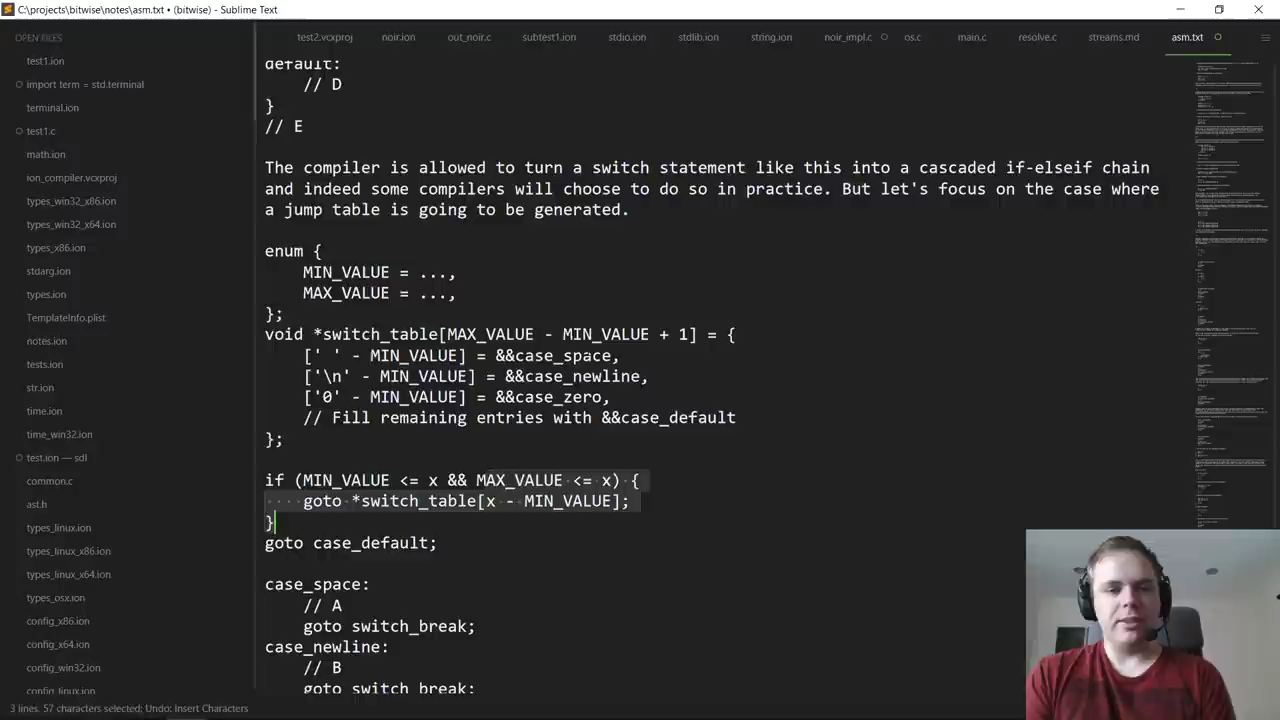 C:\projects\bitwise\notes\asm.txt • (bitwise) - Sublime Text
OPEN FILES
test1.ion
import term = std.terminal
terminal.ion
test1.c
math.ion
ion_compiler.vcxproj
types_win32_x86.ion
types_win32_x64.ion
types_x86.ion
stdarg.ion
types.ion
TemplateInfo.plist
notes.ion
tests.ion
str.ion
time.ion
time_win32.ion
test.ion — sdl
common.c
ast.h
types_linux.ion
types_linux_x86.ion
types_linux_x64.ion
types_osx.ion
config_x86.ion
config_x64.ion
config_win32.ion
config_linux.ion
test2.vcxproj
noir.ion
out_noir.c
subtest1.ion
stdio.ion
stdlib.ion
string.ion
noir_impl.c
os.c
main.c
resolve.c
streams.md
asm.txt
default:
// D
}
// E
The compiler is allowed to turn a switch statement like this into a cascaded if-elseif chain
and indeed some compilers will choose to do so in practice. But let's focus on the case where
a jump table is going to be generated.
enum {
MIN_VALUE = ...,
MAX_VALUE = ...,
};
void *switch_table[MAX_VALUE - MIN_VALUE + 1] = {
[' ' - MIN_VALUE] = &&case_space,
['\n' - MIN_VALUE] = &&case_newline,
['0' - MIN_VALUE] = &&case_zero,
// Fill remaining entries with &&case_default
};
if (MIN_VALUE <= x && MAX_VALUE <= x) {
goto *switch_table[x - MIN_VALUE];
}
goto case_default;
case_space:
// A
goto switch_break;
case_newline:
// B
goto switch_break;
3 lines, 57 characters selected; Undo: Insert Characters